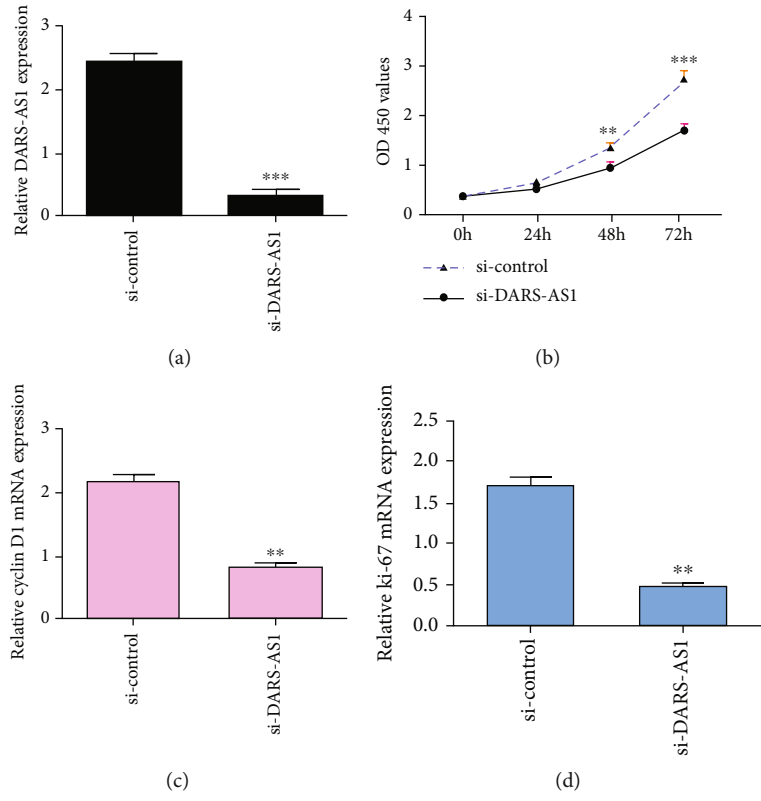 Relative DARS-AS1 expression
3
2
1
0
***
si-control
si-DARS-AS1
(a)
OD 450 values
4
3
2
1
0
**
***
0h
24h
48h
72h
si-control
si-DARS-AS1
(b)
Relative cyclin D1 mRNA expression
3
2
1
0
**
si-control
si-DARS-AS1
(c)
Relative ki-67 mRNA expression
2.5
2.0
1.5
1.0
0.5
0.0
**
si-control
si-DARS-AS1
(d)